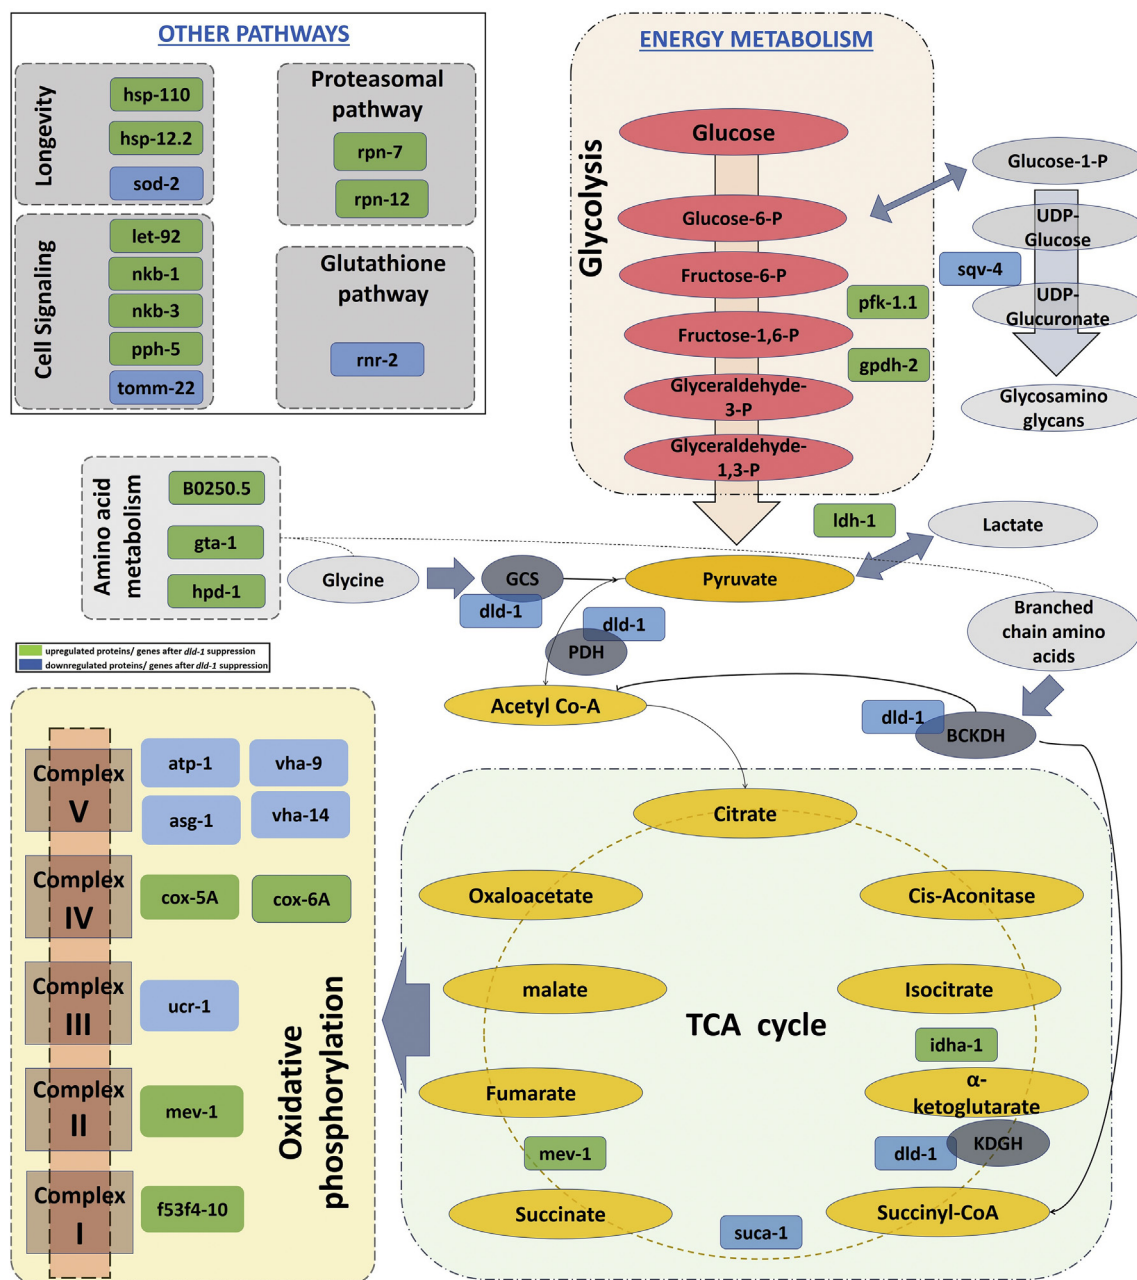 OTHER PATHWAYS
Longevity
hsp-110
hsp-12.2
sod-2
Proteasomal
pathway
rpn-7
rpn-12
Cell Signaling
let-92
nkb-1
nkb-3
pph-5
tomm-22
Glutathione
pathway
rnr-2
ENERGY METABOLISM
Glycolysis
Glucose
Glucose-6-P
Fructose-6-P
pfk-1.1
Fructose-1,6-P
gpdh-2
Glyceraldehyde-
3-P
Glyceraldehyde-
1,3-P
Glucose-1-P
UDP-
Glucose
sqv-4
UDP-
Glucuronate
Glycosamino
glycans
Amino acid
metabolism
B0250.5
gta-1
hpd-1
Glycine
GCS
dld-1
Pyruvate
ldh-1
Lactate
dld-1
PDH
Branched
chain amino
acids
upregulated proteins/ genes after dld-1 suppression
downregulated proteins/ genes after dld-1 suppression
Acetyl Co-A
dld-1
BCKDH
Complex
V
atp-1
vha-9
asg-1
vha-14
Complex
IV
cox-5A
cox-6A
Complex
III
ucr-1
Complex
II
mev-1
Complex
I
f53f4-10
Oxidative
phosphorylation
TCA cycle
Citrate
Oxaloacetate
Cis-Aconitase
malate
Isocitrate
idha-1
Fumarate
α-
ketoglutarate
mev-1
dld-1
KDGH
Succinate
Succinyl-CoA
suca-1